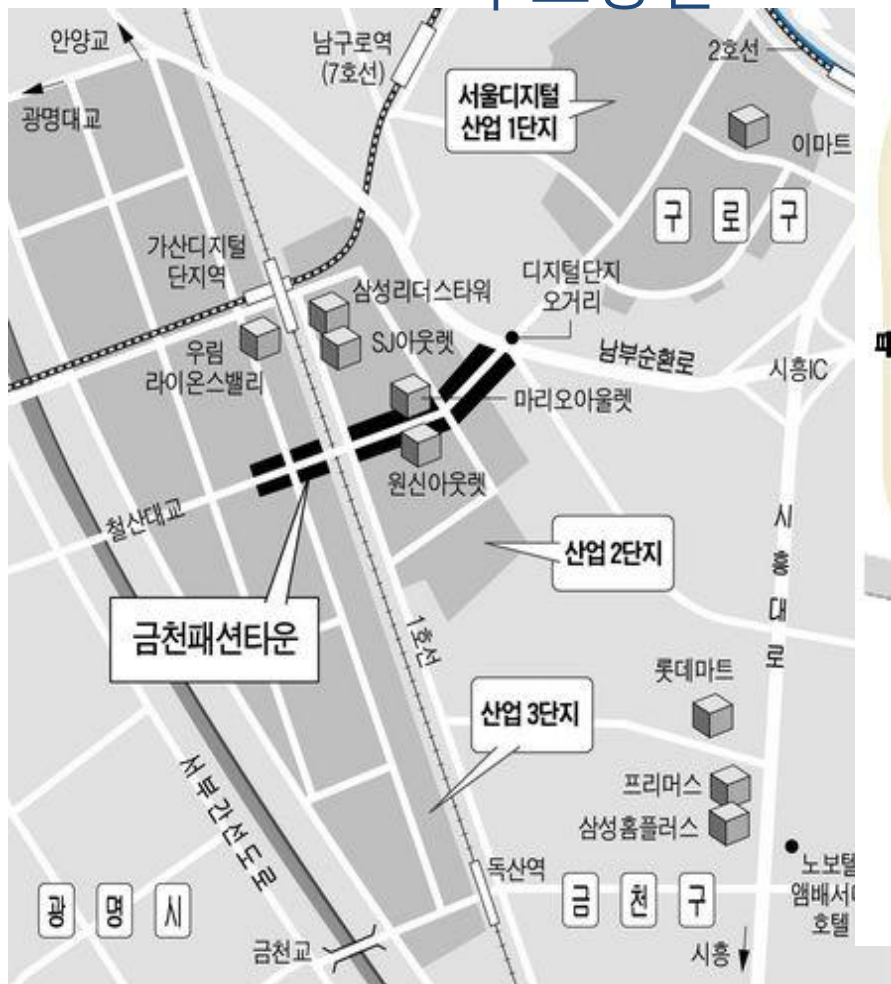 안양교
남구로역
(7호선)
2호선
광명대교
서울디지털
산업 1단지
이마트
구로구
가산디지털
단지역
삼성리더스타워
디지털단지
오거리
우림
라이온스밸리
SJ아웃렛
남부순환로
시흥IC
마리오아울렛
원신아웃렛
철산대교
산업 2단지
시흥대로
금천패션타운
1호선
롯데마트
산업 3단지
서부간선도로
프리머스
삼성홈플러스
독산역
노보텔
앰배서더
호텔
광명시
금천구
금천교
시흥